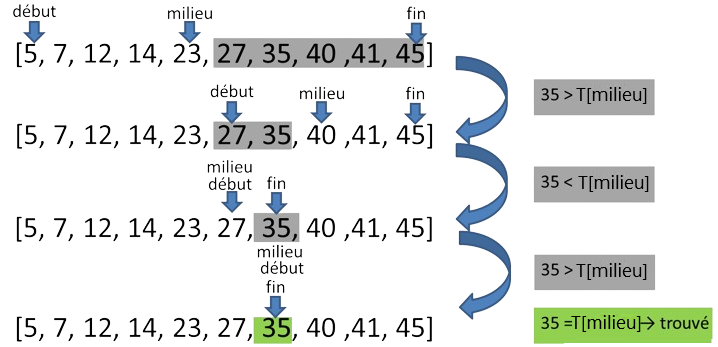 début milieu fin
[5, 7, 12, 14, 23, 27, 35, 40 ,41, 45]
35 > T[milieu]
début milieu fin
[5, 7, 12, 14, 23, 27, 35, 40 ,41, 45]
35 < T[milieu]
milieu
début fin
[5, 7, 12, 14, 23, 27, 35, 40 ,41, 45]
35 > T[milieu]
milieu
début
fin
[5, 7, 12, 14, 23, 27, 35, 40 ,41, 45]
35 =T[milieu]→ trouvé